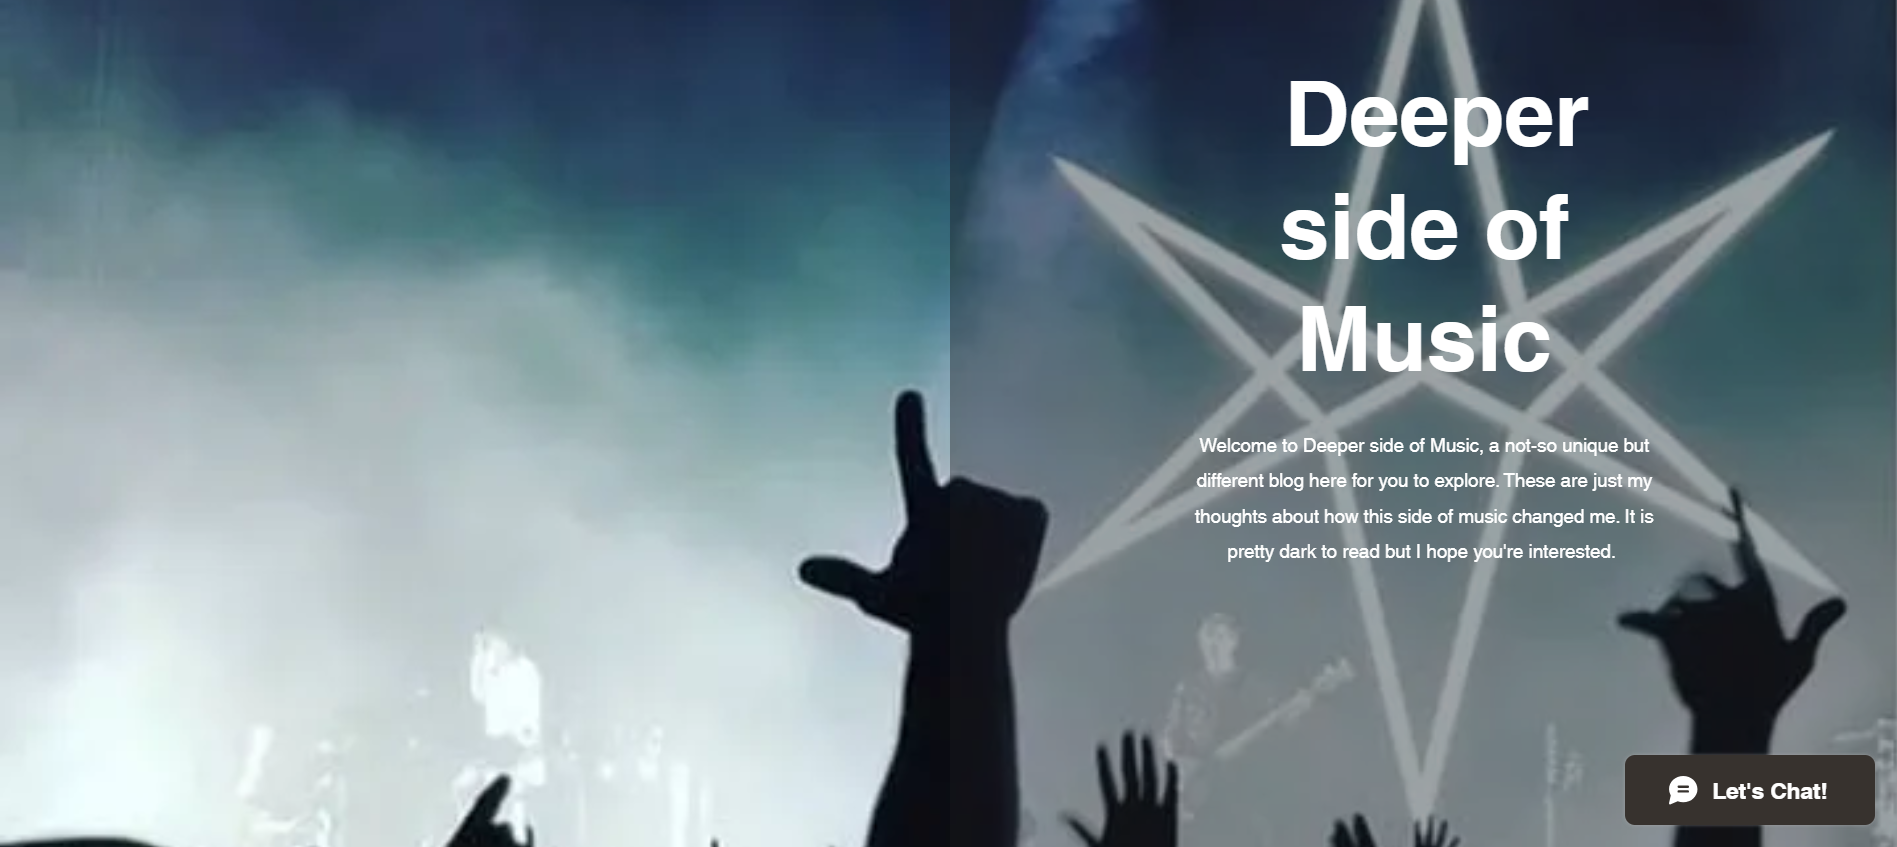 Deeper
side of
Music
Welcome to Deeper side of Music, a not-so unique but
different blog here for you to explore. These are just my
thoughts about how this side of music changed me. It is
pretty dark to read but I hope you're interested.
Let's Chat!